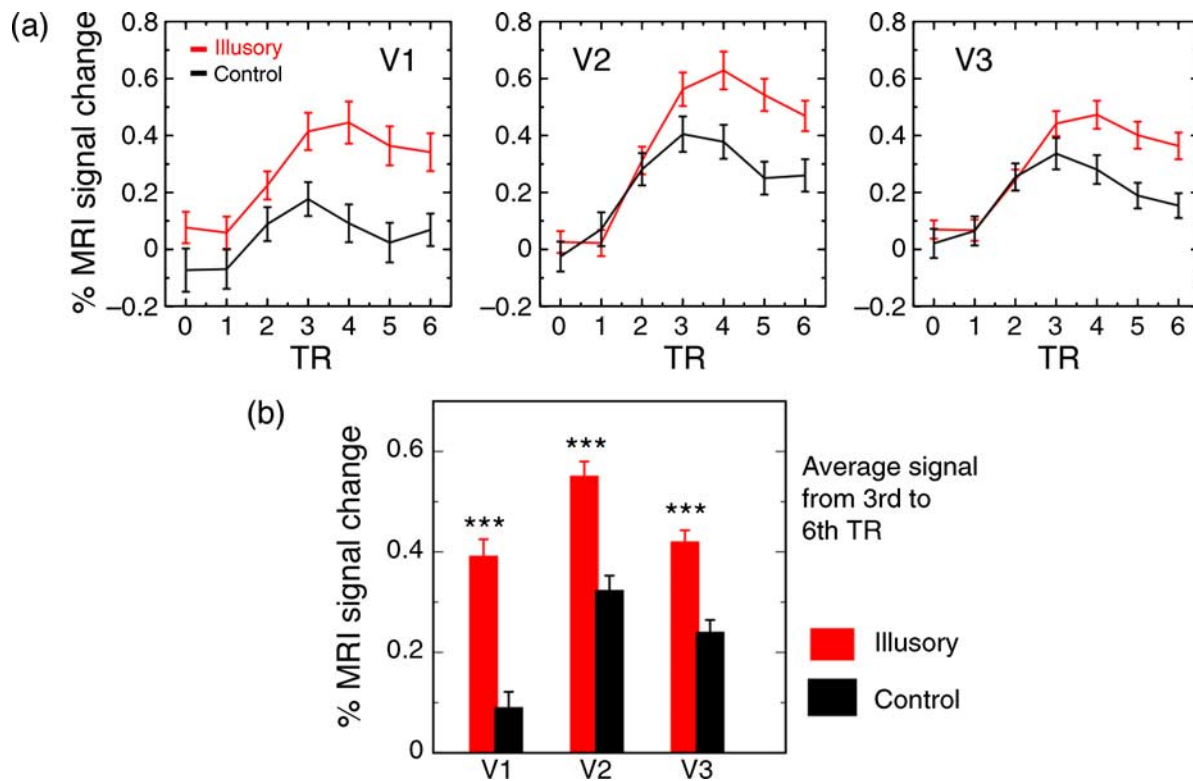 (a)
% MRI signal change
0.8
0.6
0.4
0.2
0
–0.2
Illusory
Control
V1
0 1 2 3 4 5 6
TR
0.8
0.6
0.4
0.2
0
–0.2
V2
0 1 2 3 4 5 6
TR
0.8
0.6
0.4
0.2
0
–0.2
V3
0 1 2 3 4 5 6
TR
(b)
% MRI signal change
0.6
0.4
0.2
0
***
***
***
V1 V2 V3
Average signal
from 3rd to
6th TR
Illusory
Control